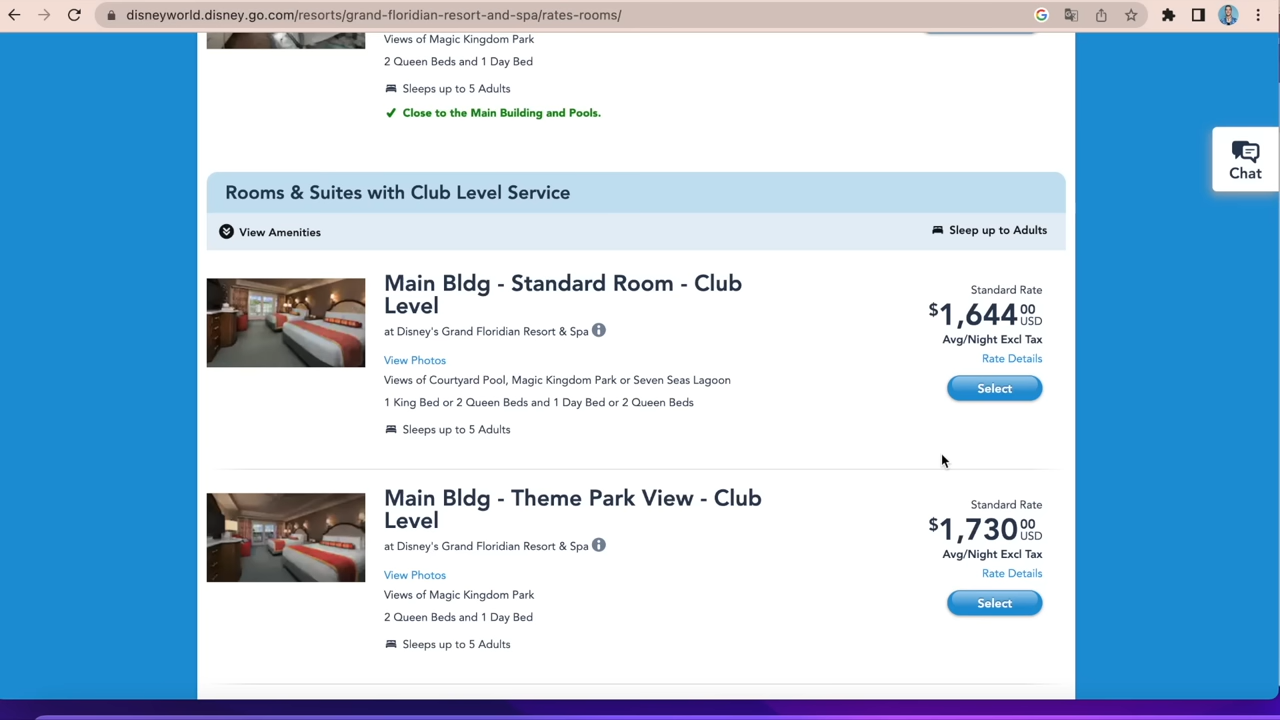 disneyworld.disney.go.com/resorts/grand-floridian-resort-and-spa/rates-rooms/
Views of Magic Kingdom Park
2 Queen Beds and 1 Day Bed
Sleeps up to 5 Adults
✓ Close to the Main Building and Pools.
Chat
Rooms & Suites with Club Level Service
View Amenities
Sleep up to Adults
Main Bldg - Standard Room - Club
Level
at Disney's Grand Floridian Resort & Spa
View Photos
Views of Courtyard Pool, Magic Kingdom Park or Seven Seas Lagoon
1 King Bed or 2 Queen Beds and 1 Day Bed or 2 Queen Beds
Sleeps up to 5 Adults
Standard Rate
$1,644.00 USD
Avg/Night Excl Tax
Rate Details
Select
Main Bldg - Theme Park View - Club
Level
at Disney's Grand Floridian Resort & Spa
View Photos
Views of Magic Kingdom Park
2 Queen Beds and 1 Day Bed
Sleeps up to 5 Adults
Standard Rate
$1,730.00 USD
Avg/Night Excl Tax
Rate Details
Select